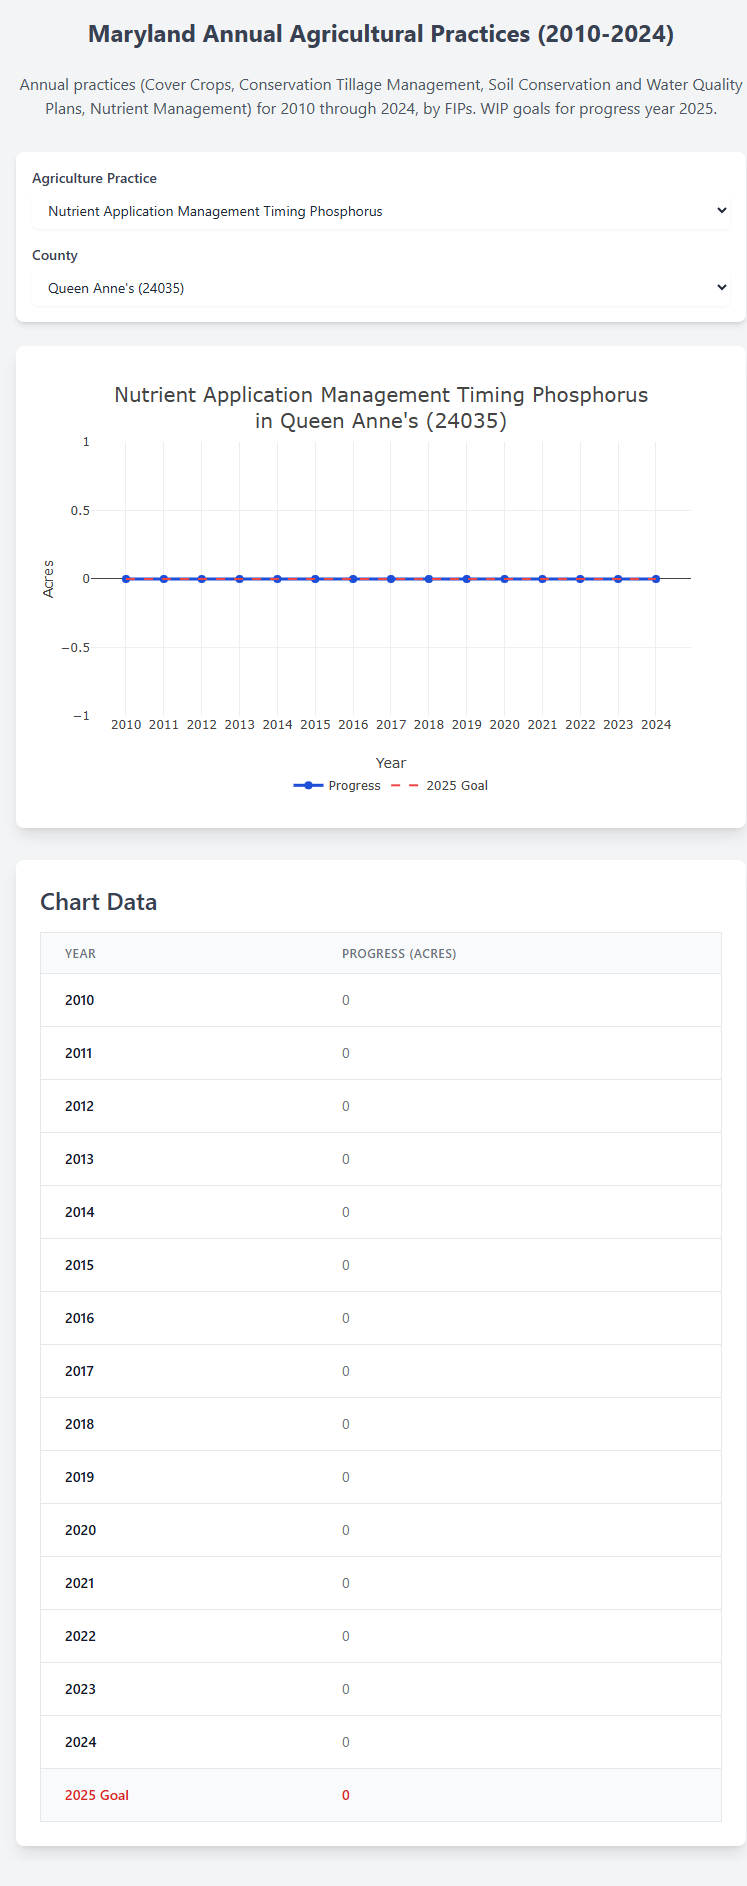 Maryland Annual Agricultural Practices (2010-2024)
Annual practices (Cover Crops, Conservation Tillage Management, Soil Conservation and Water Quality
Plans, Nutrient Management) for 2010 through 2024, by FIPs. WIP goals for progress year 2025.
Agriculture Practice
Nutrient Application Management Timing Phosphorus
County
Queen Anne's (24035)
Nutrient Application Management Timing Phosphorus
in Queen Anne's (24035)
1
0.5
0
−0.5
−1
Acres
2010 2011 2012 2013 2014 2015 2016 2017 2018 2019 2020 2021 2022 2023 2024
Year
Progress 2025 Goal
Chart Data
YEAR PROGRESS (ACRES)
2010 0
2011 0
2012 0
2013 0
2014 0
2015 0
2016 0
2017 0
2018 0
2019 0
2020 0
2021 0
2022 0
2023 0
2024 0
2025 Goal 0